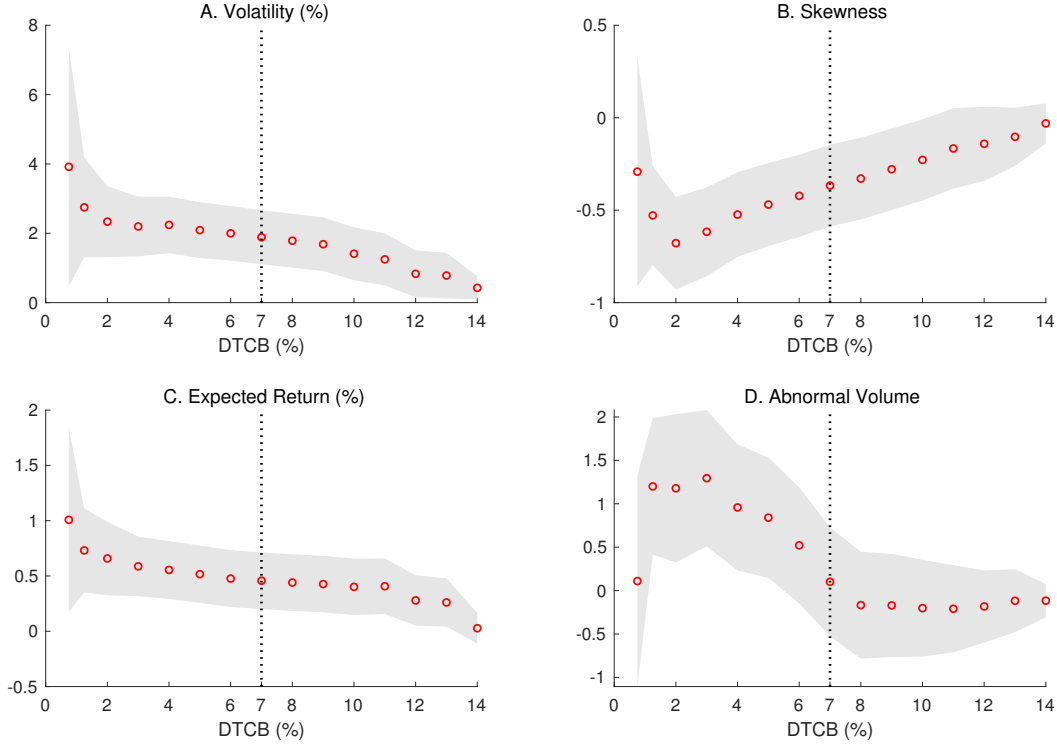 A. Volatility (%)
8
6
4
2
0
0 2 4 6 7 8 10 12 14
DTCB (%)
B. Skewness
0.5
0
-0.5
-1
0 2 4 6 7 8 10 12 14
DTCB (%)
C. Expected Return (%)
2
1.5
1
0.5
0
-0.5
0 2 4 6 7 8 10 12 14
DTCB (%)
D. Abnormal Volume
2
1.5
1
0.5
0
-0.5
-1
0 2 4 6 7 8 10 12 14
DTCB (%)